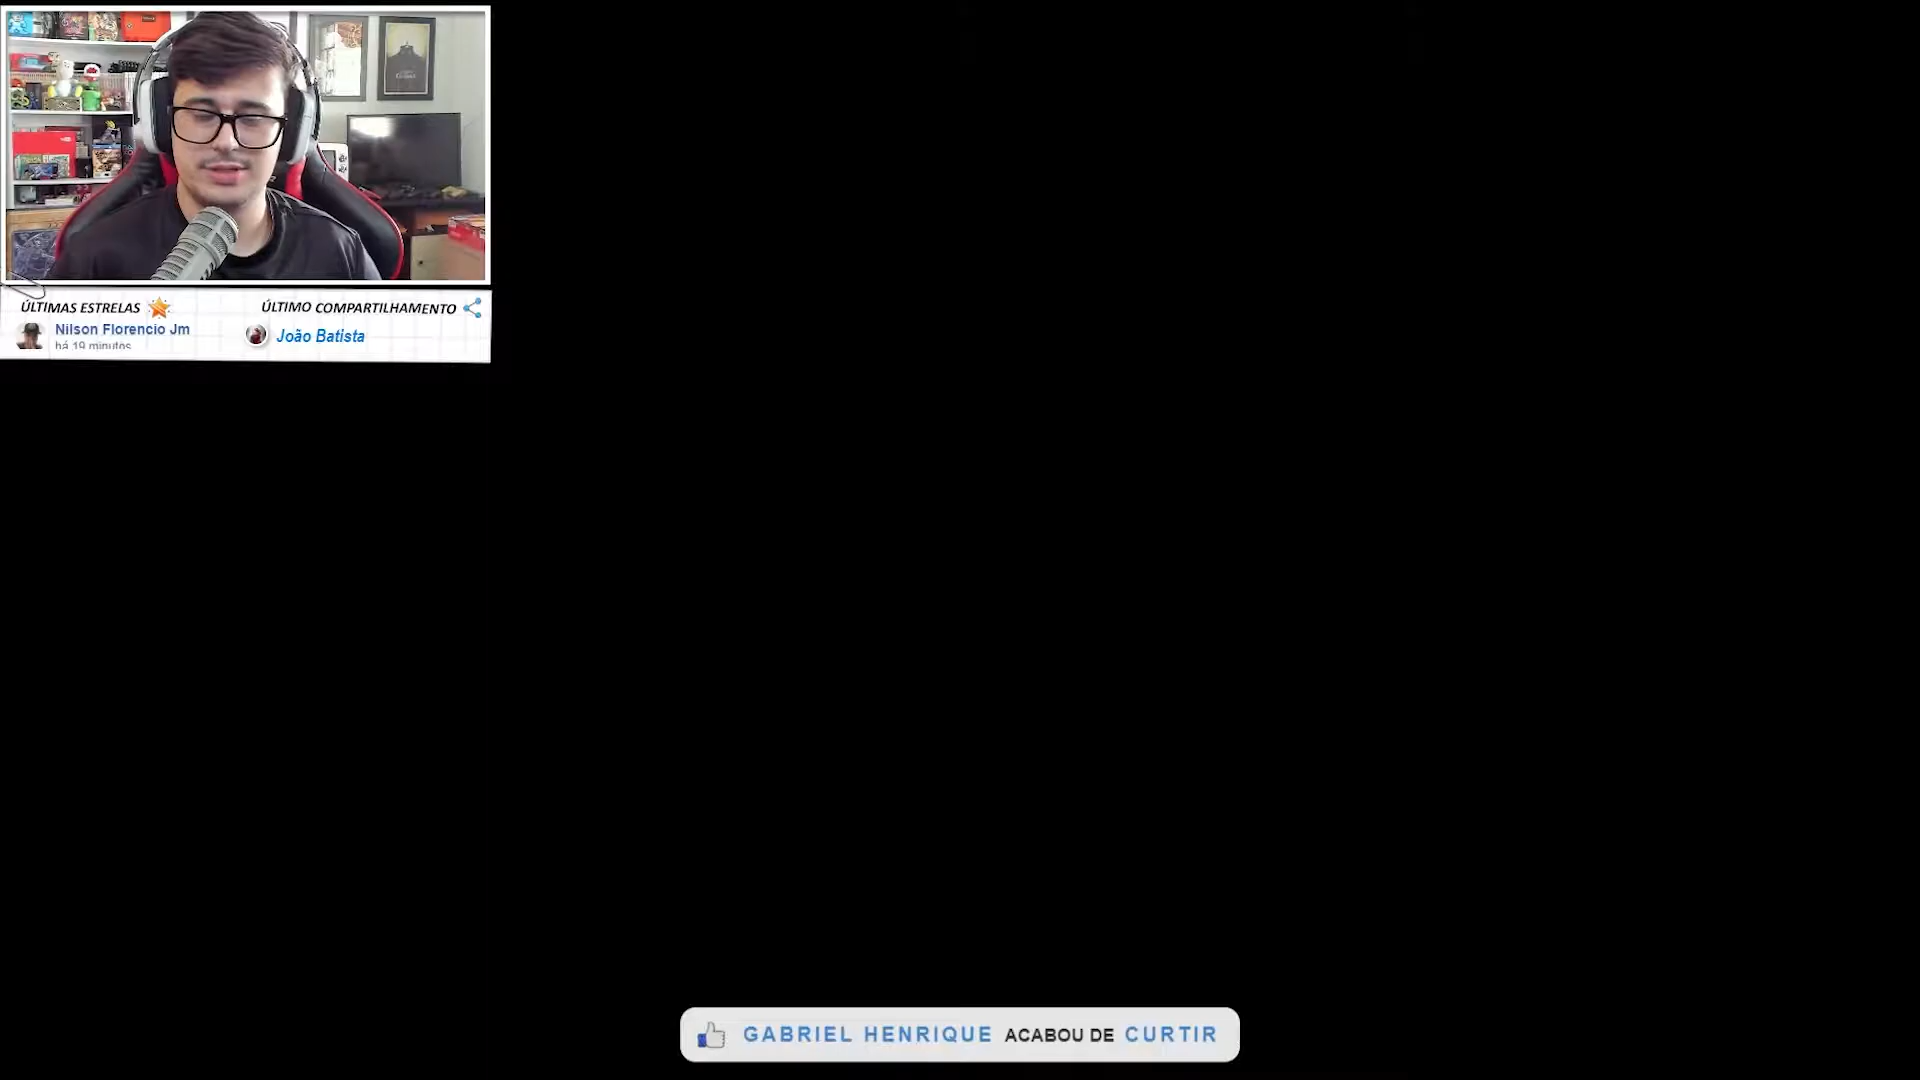 ÚLTIMAS ESTRELAS
ÚLTIMO COMPARTILHAMENTO
Nilson Florencio Jm
há 19 minutos
João Batista
GABRIEL HENRIQUE ACABOU DE CURTIR